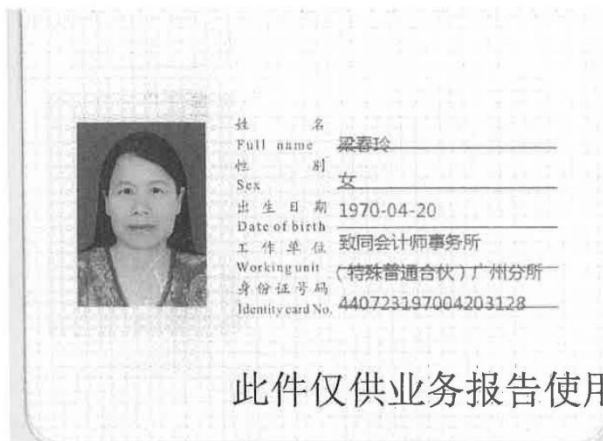 姓 名
Full name 梁春玲
性 别
Sex 女
出 生 日 期
Date of birth 1970-04-20
工 作 单 位 致同会计师事务所
Working unit (特殊普通合伙)广州分所
身份证号码
Identity card No. 440723197004203128
此件仅供业务报告使用